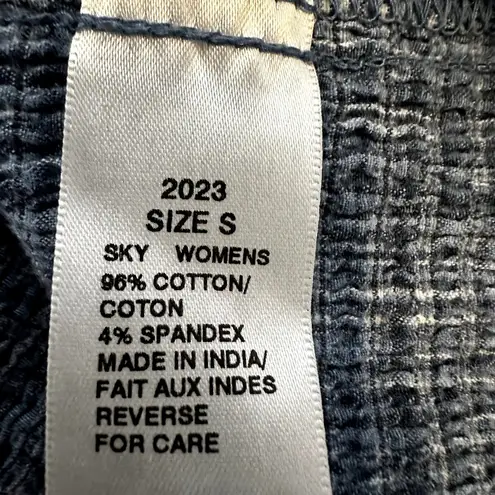 2023
SIZE S
SKY WOMENS
96% COTTON/
COTON
4% SPANDEX
MADE IN INDIA/
FAIT AUX INDES
REVERSE
FOR CARE